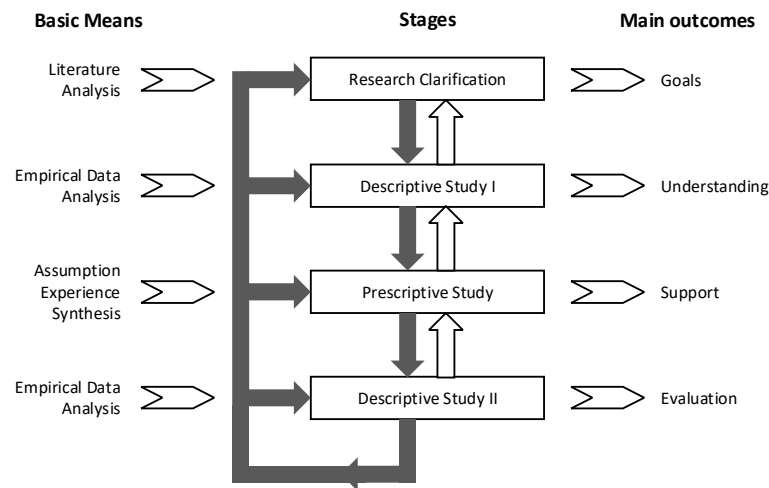 Basic Means
Stages
Main outcomes
Literature
Analysis
Research Clarification
Goals
Empirical Data
Analysis
Descriptive Study I
Understanding
Assumption
Experience
Synthesis
Prescriptive Study
Support
Empirical Data
Analysis
Descriptive Study II
Evaluation